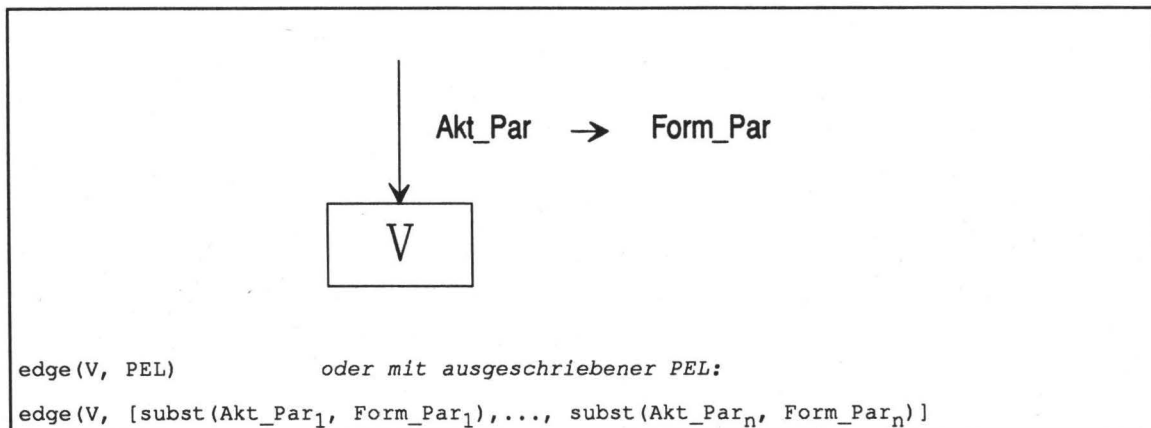 Akt_Par → Form_Par
V
edge(V, PEL) oder mit ausgeschriebener PEL:
edge(V, [subst(Akt_Par₁, Form_Par₁),..., subst(Akt_Parₙ, Form_Parₙ)]